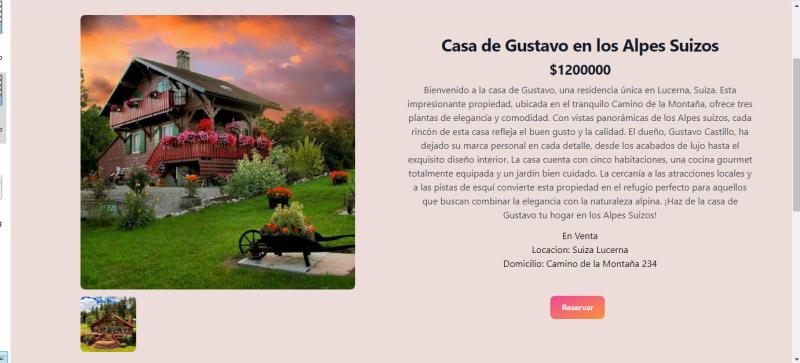 Casa de Gustavo en los Alpes Suizos
$1200000
Bienvenido a la casa de Gustavo, una residencia única en Lucerna, Suiza. Esta
impresionante propiedad, ubicada en el tranquilo Camino de la Montaña, ofrece tres
plantas de elegancia y comodidad. Con vistas panorámicas de los Alpes Suizos, cada
rincón de esta casa refleja el buen gusto y la calidad. El dueño, Gustavo Castillo, ha
dejado su marca personal en cada detalle, desde los acabados de lujo hasta el
exquisito diseño interior. La casa cuenta con cinco habitaciones, una cocina gourmet
totalmente equipada y un jardín bien cuidado. La cercanía a las atracciones locales y
a las pistas de esquí convierte esta propiedad en el refugio perfecto para aquellos
que buscan combinar la elegancia con la naturaleza alpina. ¡Haz de la casa de
Gustavo tu hogar en los Alpes Suizos!
En Venta
Locacion: Suiza Lucerna
Domicilio: Camino de la Montaña 234
Reservar